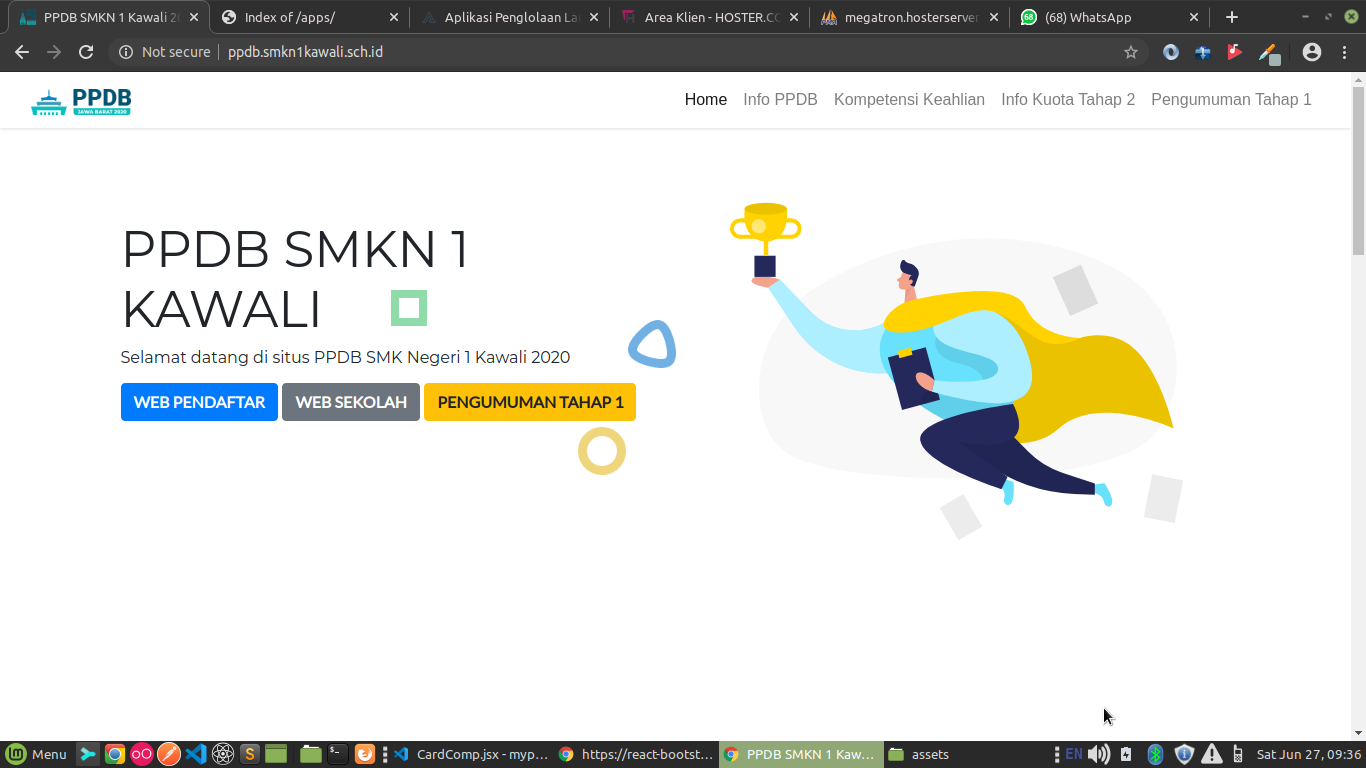 PPDB SMKN 1 Kawali 20
Index of /apps/
Aplikasi Penglolaan La
Area Klien - HOSTER.CO
megatron.hosterserver
68
(68) WhatsApp
Not secure
ppdb.smkn1kawali.sch.id
PPDB
JAWA BARAT 2020
Home
Info PPDB
Kompetensi Keahlian
Info Kuota Tahap 2
Pengumuman Tahap 1
PPDB SMKN 1
KAWALI
Selamat datang di situs PPDB SMK Negeri 1 Kawali 2020
WEB PENDAFTAR
WEB SEKOLAH
PENGUMUMAN TAHAP 1
Menu
CardComp.jsx - myp...
https://react-bootst...
PPDB SMKN 1 Kaw...
assets
EN
Sat Jun 27, 09:36